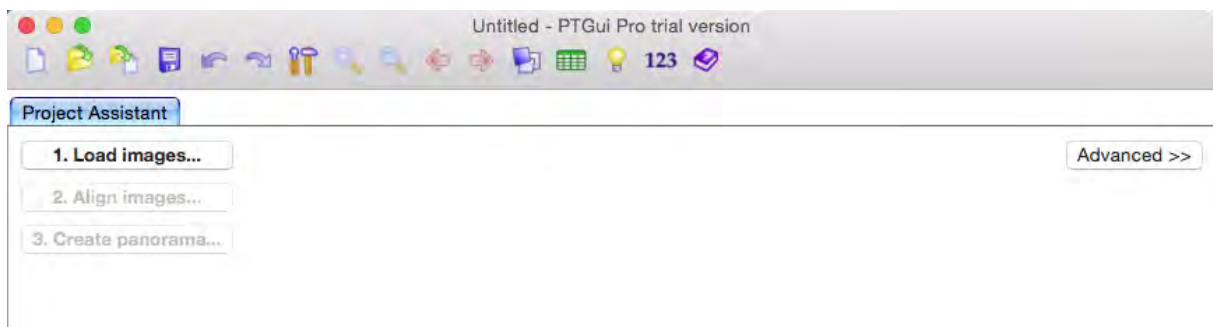 Untitled - PTGui Pro trial version
123
Project Assistant
1. Load images...
Advanced >>
2. Align images...
3. Create panorama...